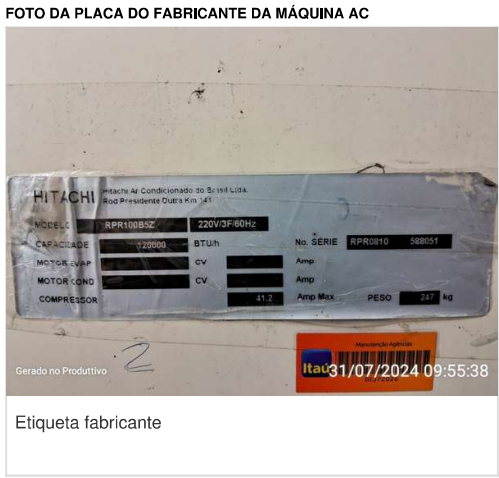 FOTO DA PLACA DO FABRICANTE DA MÁQUINA AC
HITACHI
Hitachi Ar Condicionado do Brasil Ltda.
Rod Presidente Dutra Km 141
MODELO RPR100B5Z 220V/3F/60Hz
CAPACIDADE 120000 BTU/h No. SERIE RPR0810 588051
MOTOR EVAP CV Amp
MOTOR COND CV Amp
COMPRESSOR 41.2 Amp Max PESO 247 kg
2
Manutenção Agências
Itaú
Gerado no Produttivo
31/07/2024 09:55:38
Etiqueta fabricante